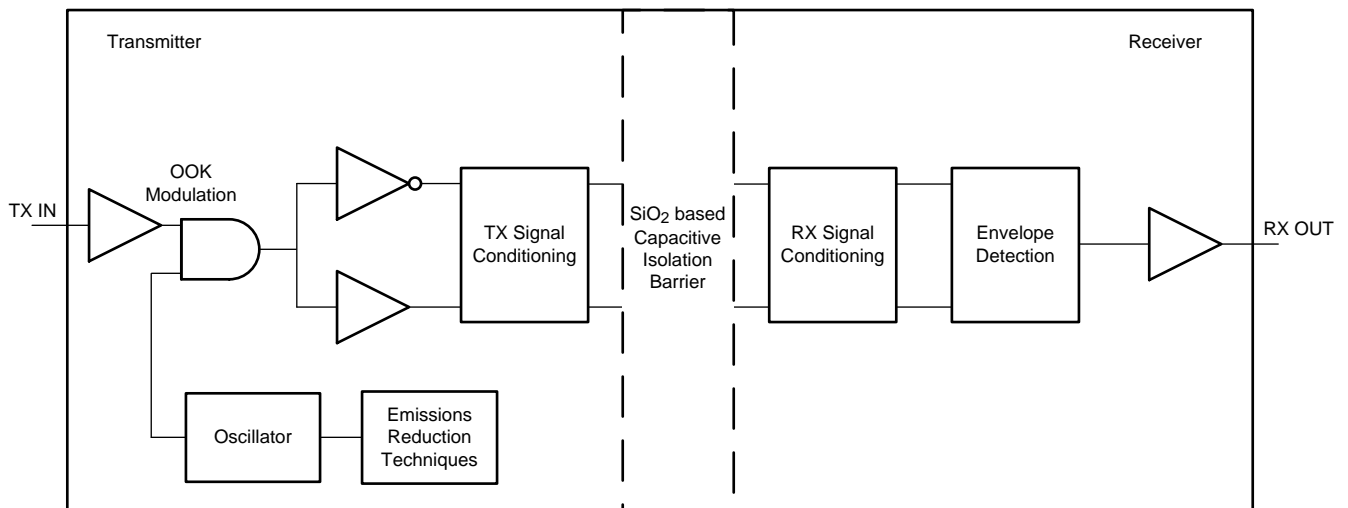 Transmitter
Receiver
OOK
Modulation
TX IN
TX Signal
Conditioning
SiO2 based
Capacitive
Isolation
Barrier
RX Signal
Conditioning
Envelope
Detection
RX OUT
Oscillator
Emissions
Reduction
Techniques